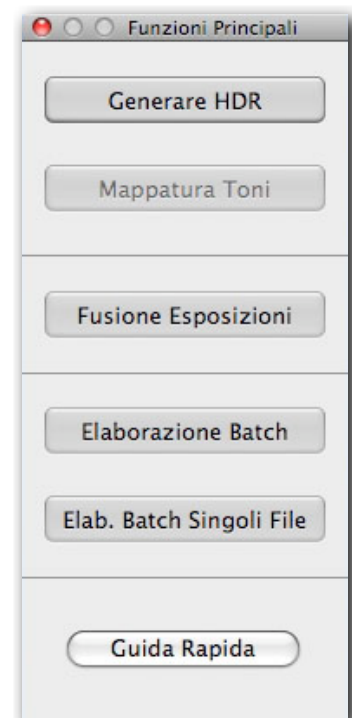 Funzioni Principali
Generare HDR
Mappatura Toni
Fusione Esposizioni
Elaborazione Batch
Elab. Batch Singoli File
Guida Rapida